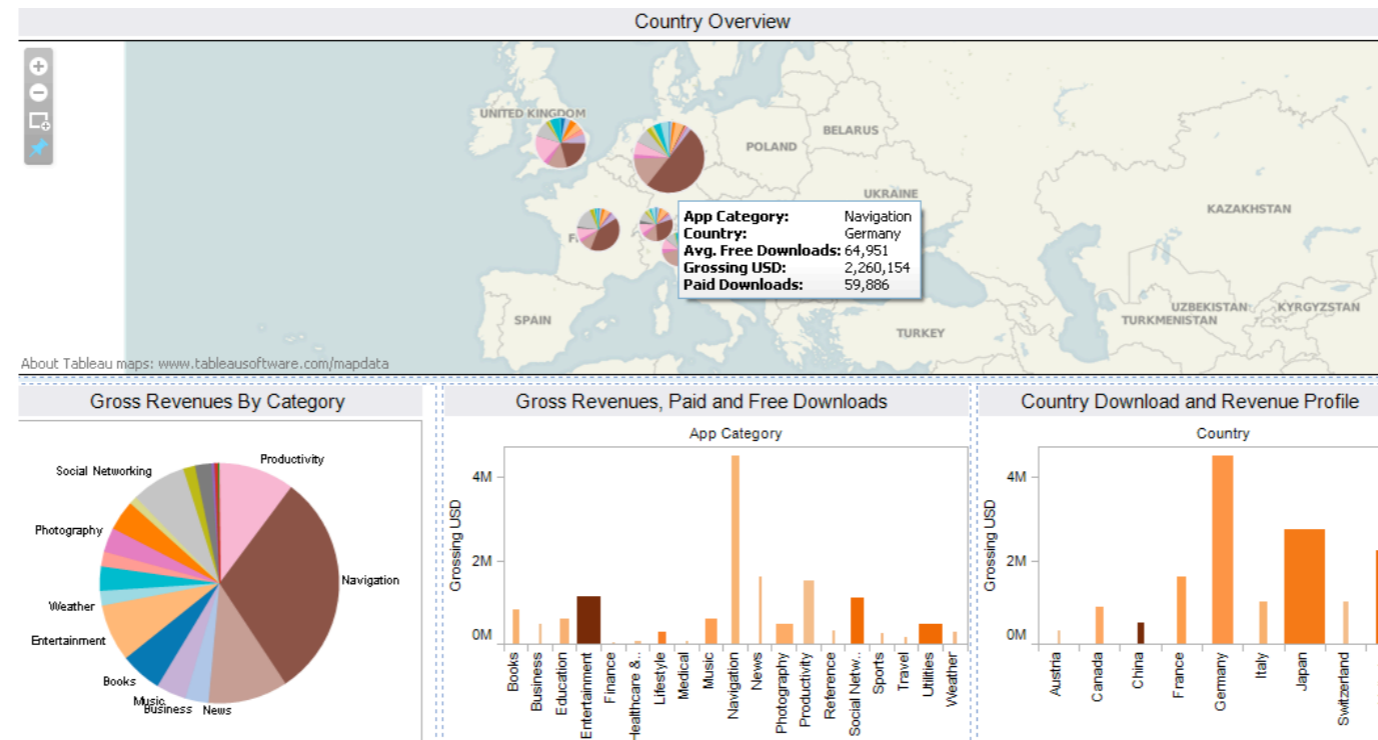 Country Overview
UNITED KINGDOM
BELARUS
POLAND
UKRAINE
KAZAKHSTAN
App Category: Navigation
Country: Germany
Avg. Free Downloads: 64,951
Grossing USD: 2,260,154
Paid Downloads: 59,886
F
SPAIN
UZBEKISTAN
KYRGYZSTAN
TURKMENISTAN
TURKEY
About Tableau maps: www.tableausoftware.com/mapdata
Gross Revenues By Category
Productivity
Social Networking
Photography
Navigation
Weather
Entertainment
Books
Music
Business
News
Gross Revenues, Paid and Free Downloads
App Category
4M
2M
0M
Grossing USD
Books
Business
Education
Entertainment
Finance
Healthcare &..
Lifestyle
Medical
Music
Navigation
News
Photography
Productivity
Reference
Social Netw..
Sports
Travel
Utilities
Weather
Country Download and Revenue Profile
Country
4M
2M
0M
Grossing USD
Austria
Canada
China
France
Germany
Italy
Japan
Switzerland